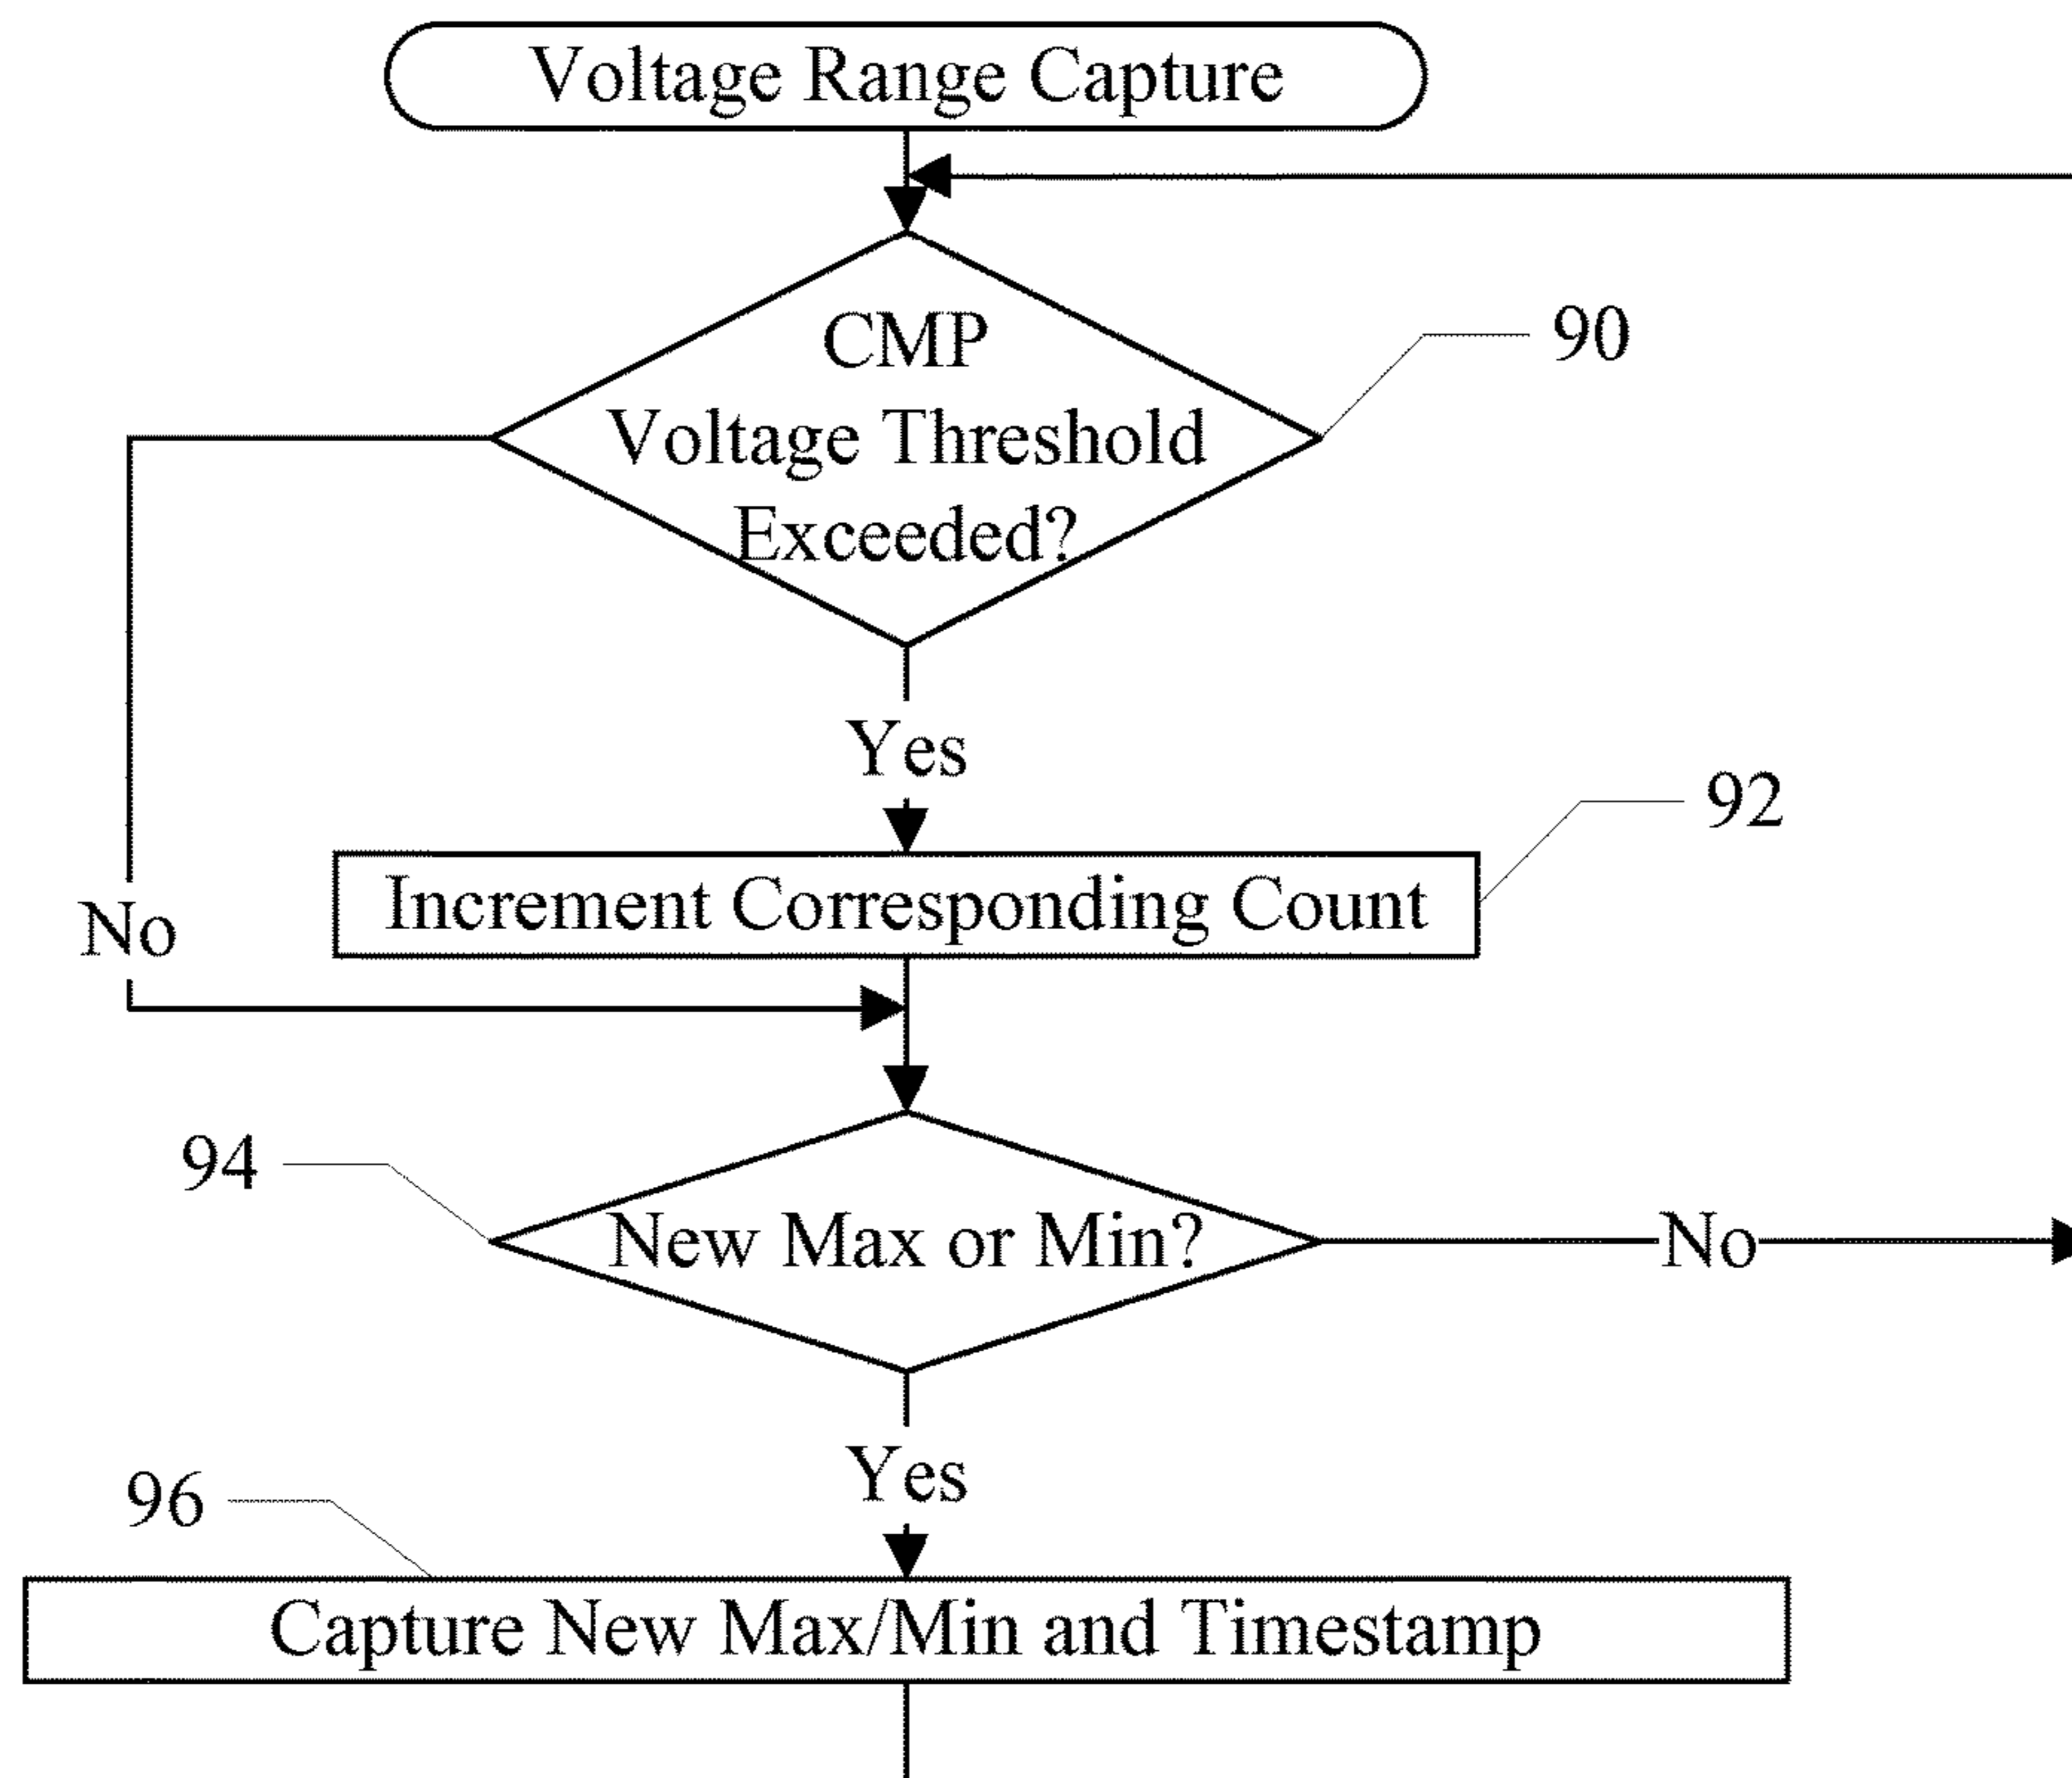 Voltage Range Capture
CMP
Voltage Threshold
Exceeded?
90
Yes
92
Increment Corresponding Count
No
94
New Max or Min?
No
Yes
96
Capture New Max/Min and Timestamp